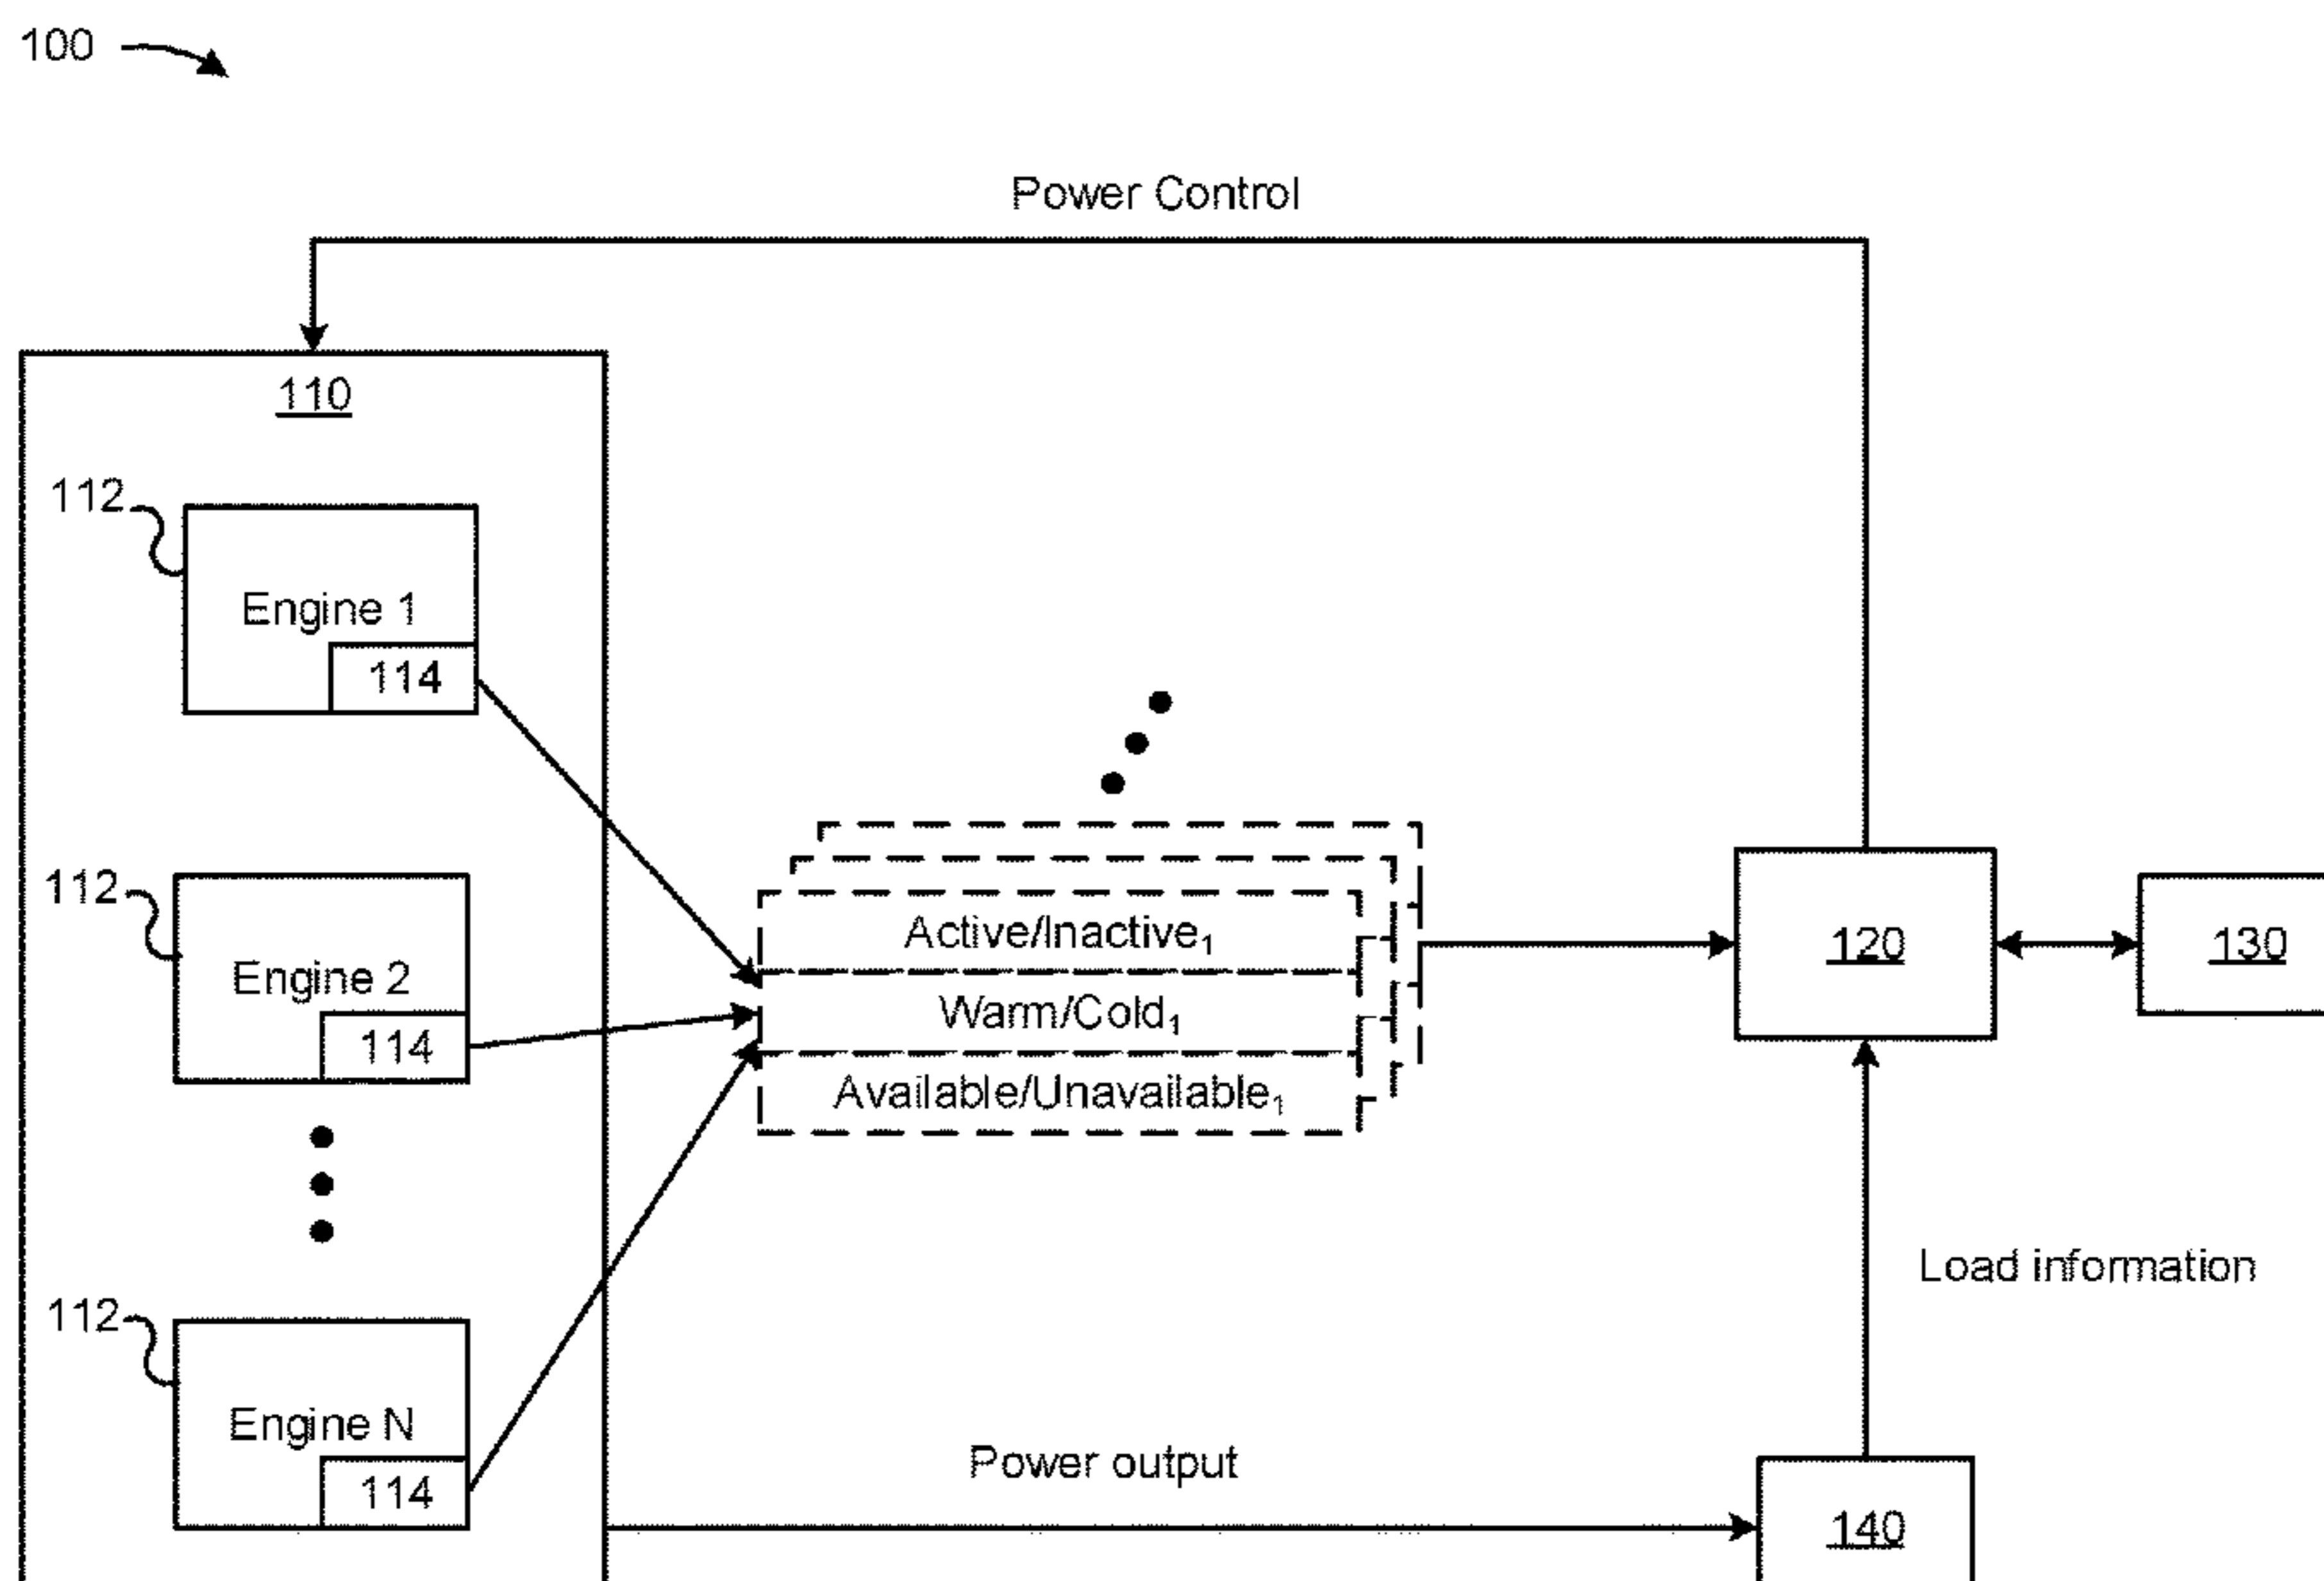 100
Power Control
110
112
Engine 1
114
112
Engine 2
114
Active/Inactive₁
Warm/Cold₁
Available/Unavailable₁
120
130
Load information
112
Engine N
114
Power output
140